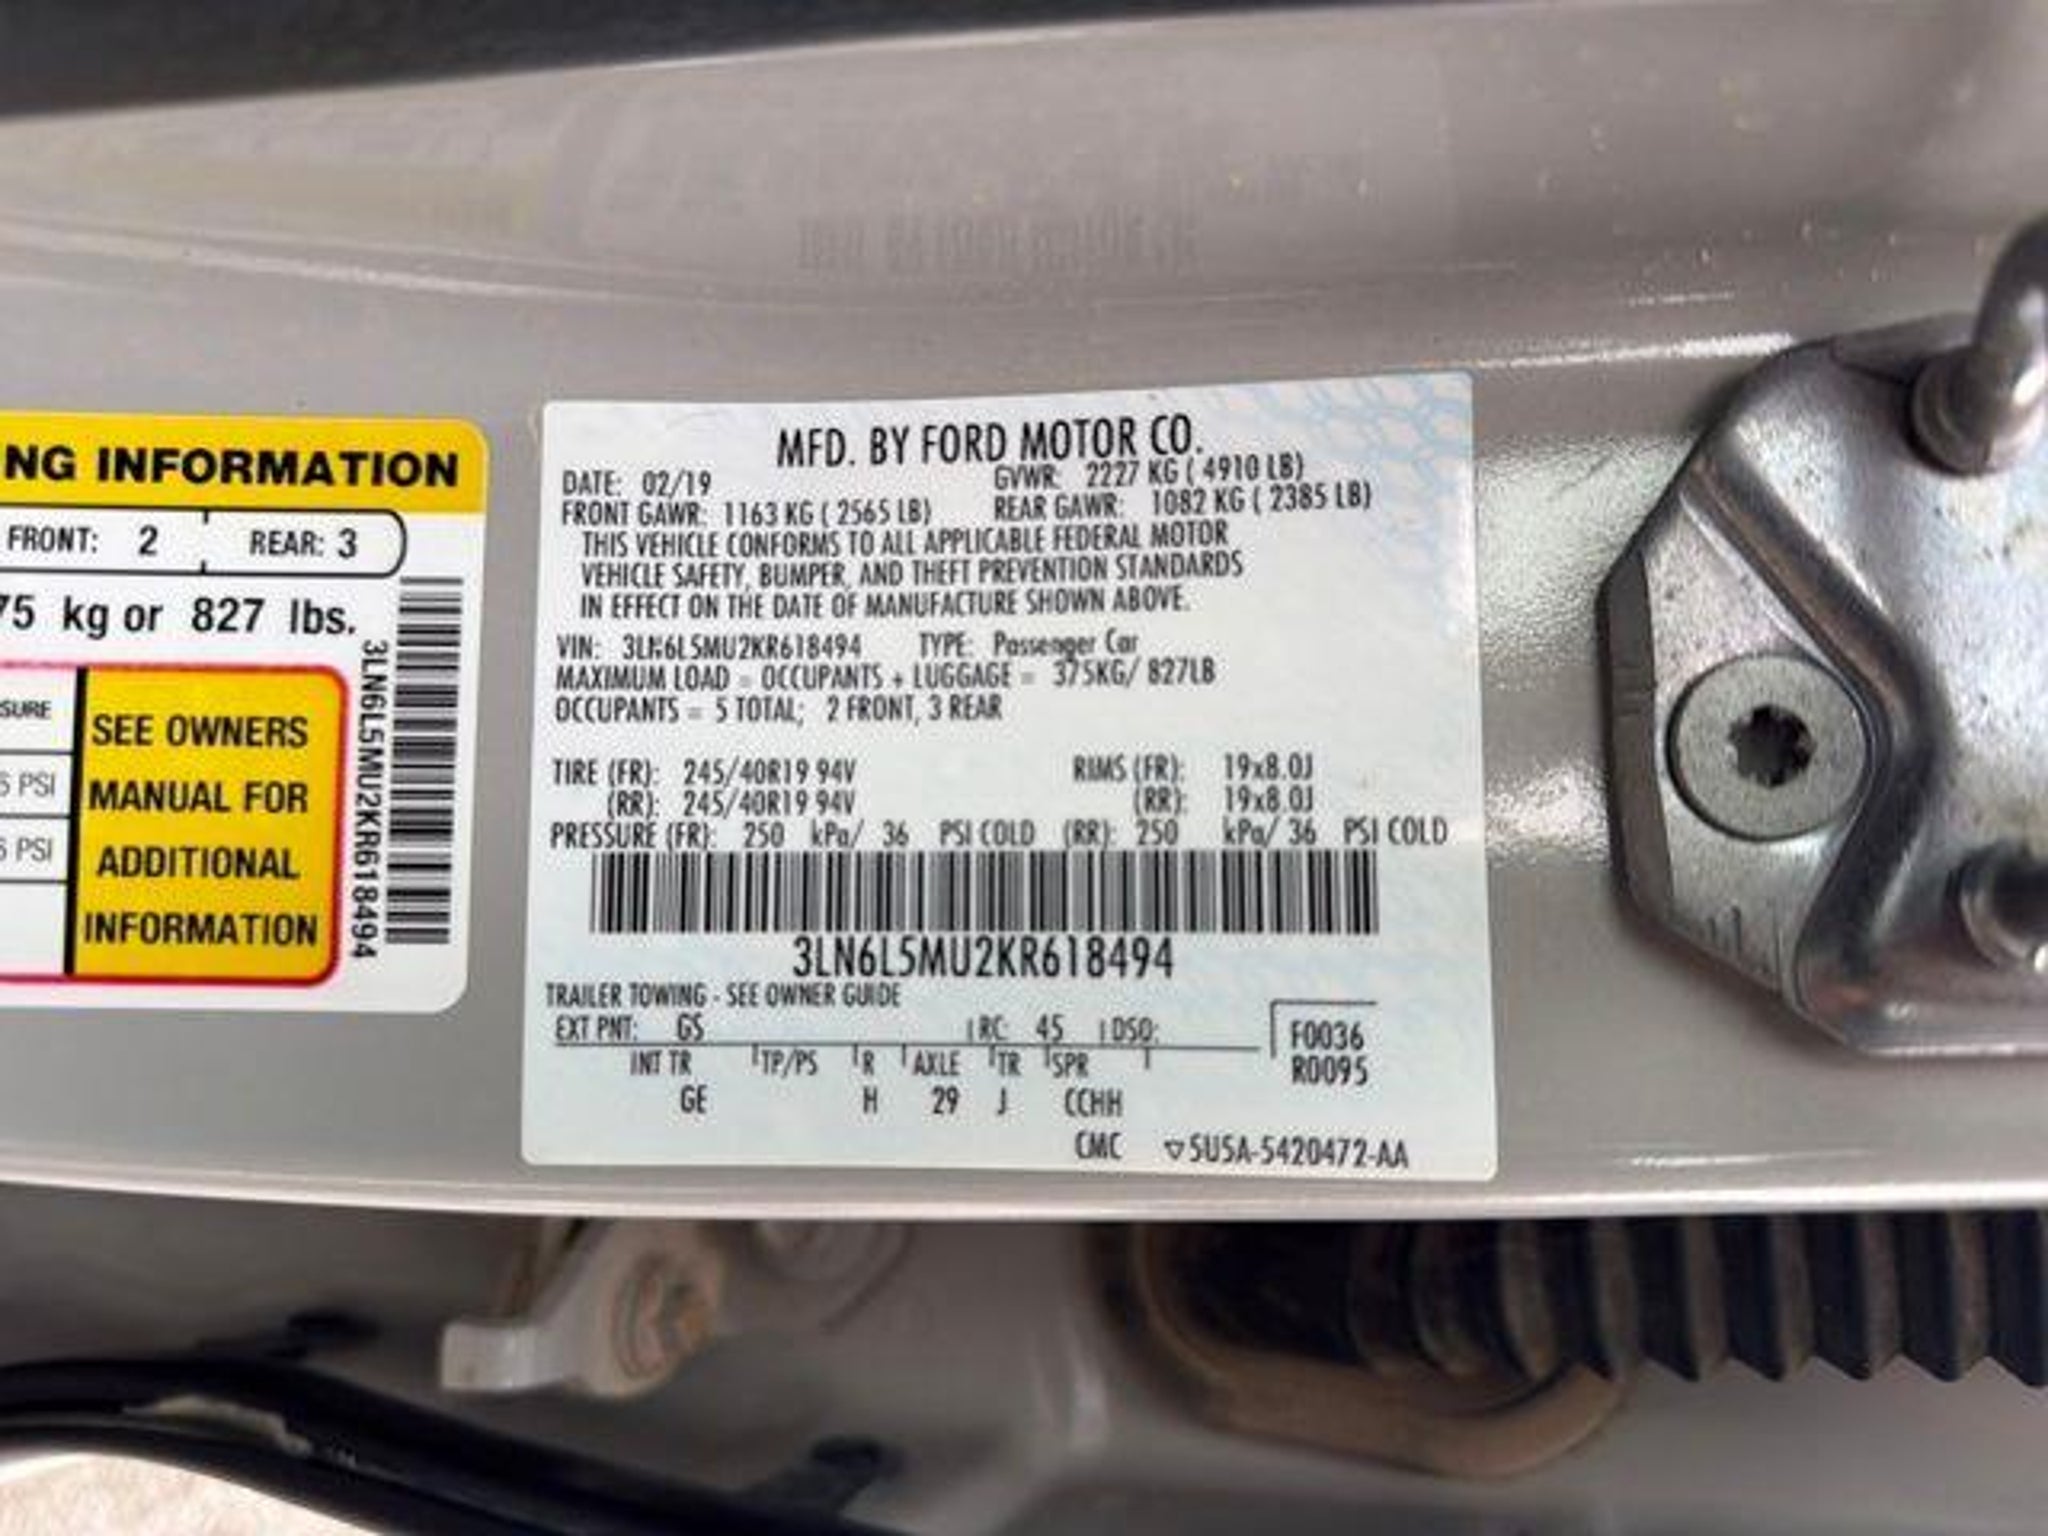 NG INFORMATION
FRONT: 2 REAR: 3
75 kg or 827 lbs.
SURE
6 PSI
6 PSI
SEE OWNERS
MANUAL FOR
ADDITIONAL
INFORMATION
3LN6L5MU2KR618494
MFD. BY FORD MOTOR CO.
DATE: 02/19 GVWR: 2227 KG ( 4910 LB)
FRONT GAWR: 1163 KG ( 2565 LB) REAR GAWR: 1082 KG ( 2385 LB)
THIS VEHICLE CONFORMS TO ALL APPLICABLE FEDERAL MOTOR
VEHICLE SAFETY, BUMPER, AND THEFT PREVENTION STANDARDS
IN EFFECT ON THE DATE OF MANUFACTURE SHOWN ABOVE.
VIN: 3LN6L5MU2KR618494 TYPE: Passenger Car
MAXIMUM LOAD = OCCUPANTS + LUGGAGE = 375KG/ 827LB
OCCUPANTS = 5 TOTAL; 2 FRONT, 3 REAR
TIRE (FR): 245/40R19 94V RIMS (FR): 19x8.0J
(RR): 245/40R19 94V (RR): 19x8.0J
PRESSURE (FR): 250 kPa/ 36 PSI COLD (RR): 250 kPa/ 36 PSI COLD
3LN6L5MU2KR618494
TRAILER TOWING - SEE OWNER GUIDE
EXT PNT: GS RC: 45 DSO:
F0036
R0095
INT TR TP/PS R AXLE TR SPR
GE H 29 J CCHH
CMC ▽5U5A-5420472-AA